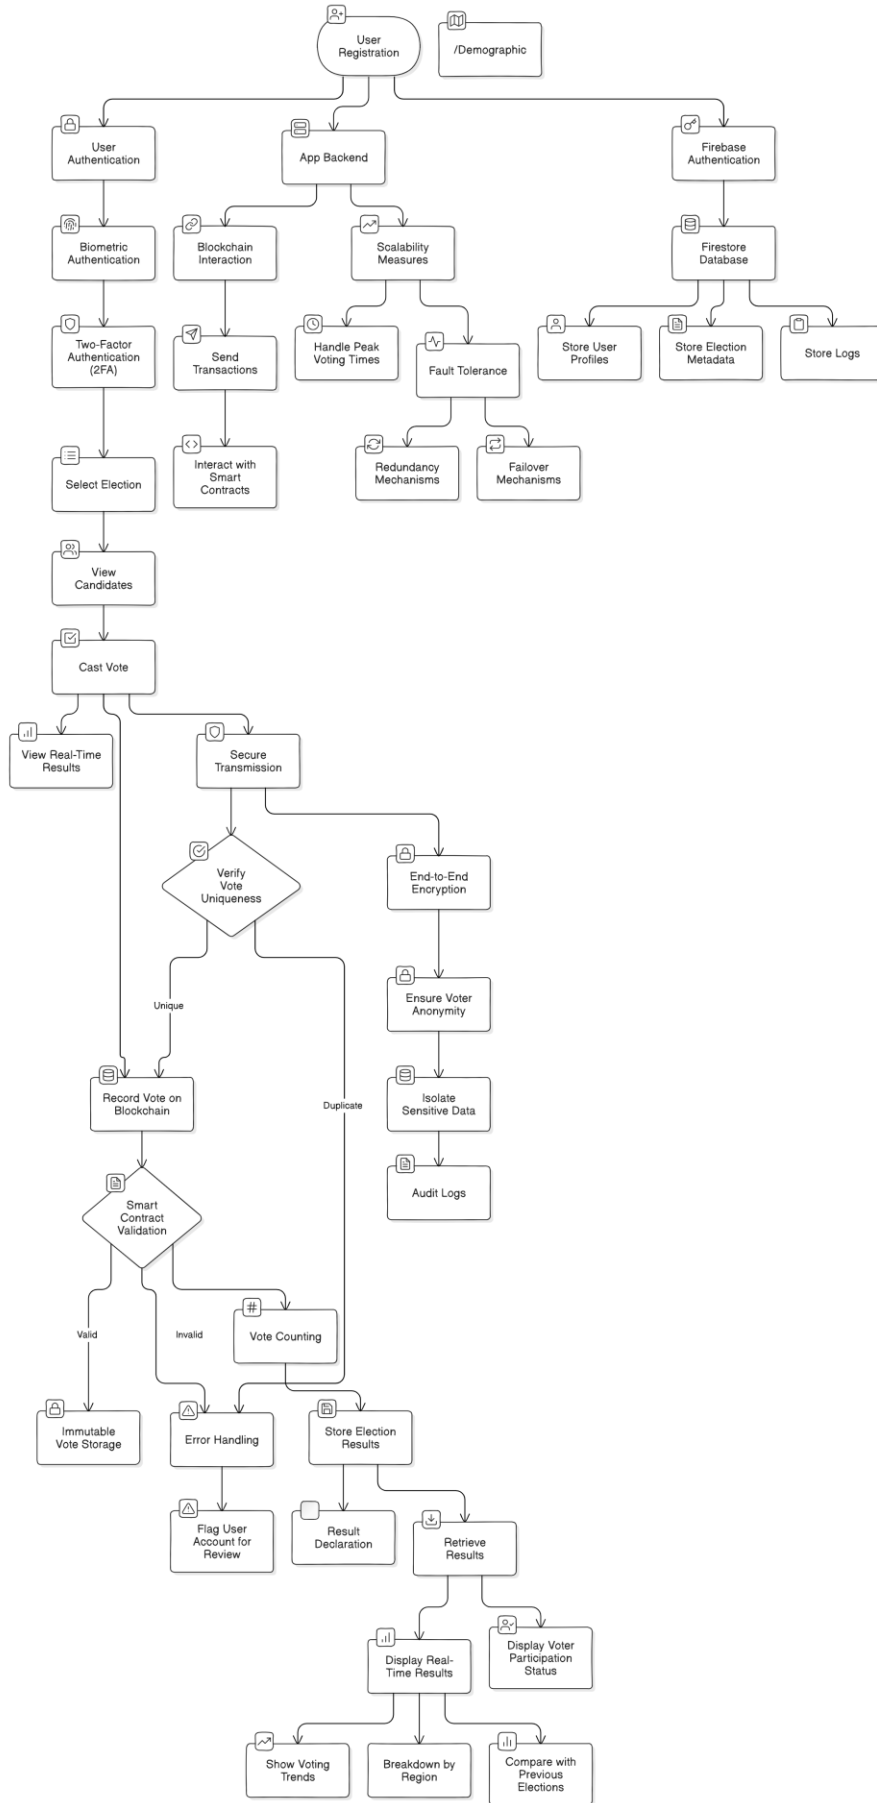 User
Registration
/Demographic
User
Authentication
App Backend
Firebase
Authentication
Biometric
Authentication
Blockchain
Interaction
Scalability
Measures
Firestore
Database
Two-Factor
Authentication
(2FA)
Send
Transactions
Handle Peak
Voting Times
Fault Tolerance
Store User
Profiles
Store Election
Metadata
Store Logs
Select Election
Interact with
Smart
Contracts
Redundancy
Mechanisms
Failover
Mechanisms
View
Candidates
Cast Vote
View Real-Time
Results
Secure
Transmission
Verify
Vote
Uniqueness
End-to-End
Encryption
Unique
Ensure Voter
Anonymity
Record Vote on
Blockchain
Duplicate
Isolate
Sensitive Data
Smart
Contract
Validation
Audit Logs
Valid
Invalid
#
Vote Counting
Immutable
Vote Storage
Error Handling
Store Election
Results
Flag User
Account for
Review
Result
Declaration
Retrieve
Results
Display Real-
Time Results
Display Voter
Participation
Status
Show Voting
Trends
Breakdown by
Region
Compare with
Previous
Elections